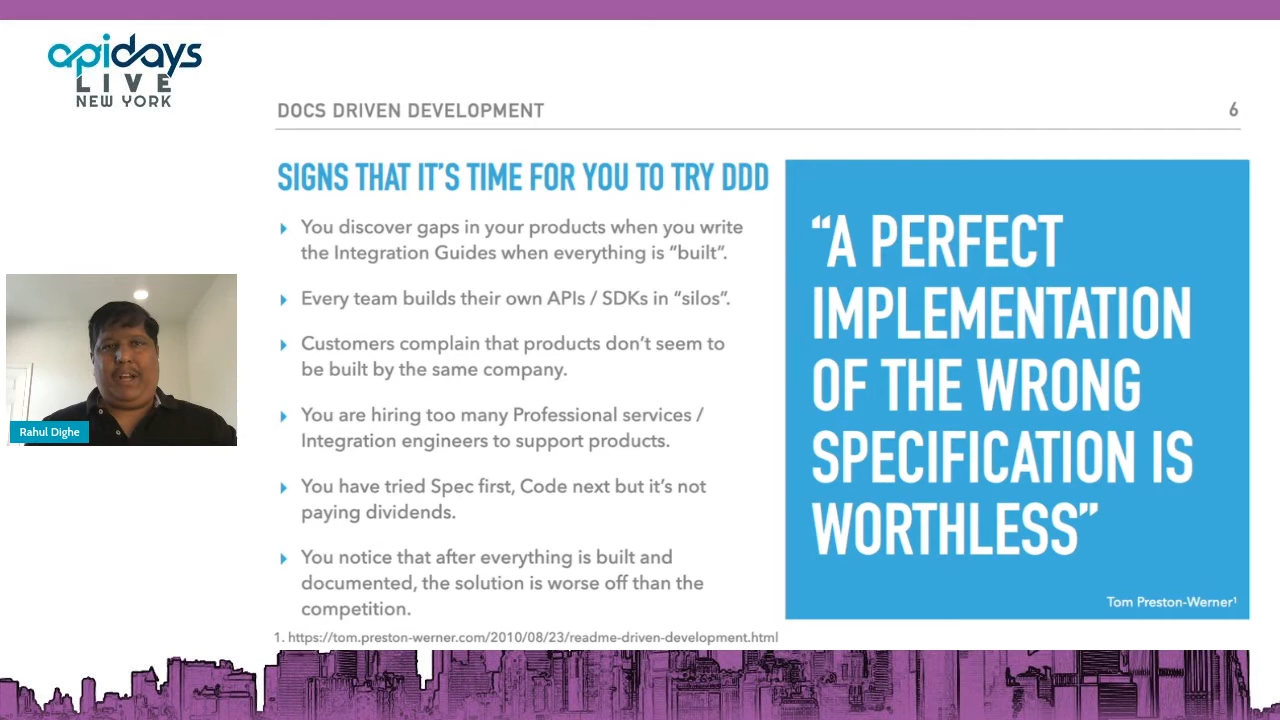 apidays
LIVE
NEW YORK
DOCS DRIVEN DEVELOPMENT
6
SIGNS THAT IT'S TIME FOR YOU TO TRY DDD
▸ You discover gaps in your products when you write
the Integration Guides when everything is “built”.
▸ Every team builds their own APIs / SDKs in “silos”.
▸ Customers complain that products don't seem to
be built by the same company.
▸ You are hiring too many Professional services /
Integration engineers to support products.
▸ You have tried Spec first, Code next but it's not
paying dividends.
▸ You notice that after everything is built and
documented, the solution is worse off than the
competition.
1. https://tom.preston-werner.com/2010/08/23/readme-driven-development.html
“A PERFECT
IMPLEMENTATION
OF THE WRONG
SPECIFICATION IS
WORTHLESS”
Tom Preston-Werner¹
Rahul Dighe